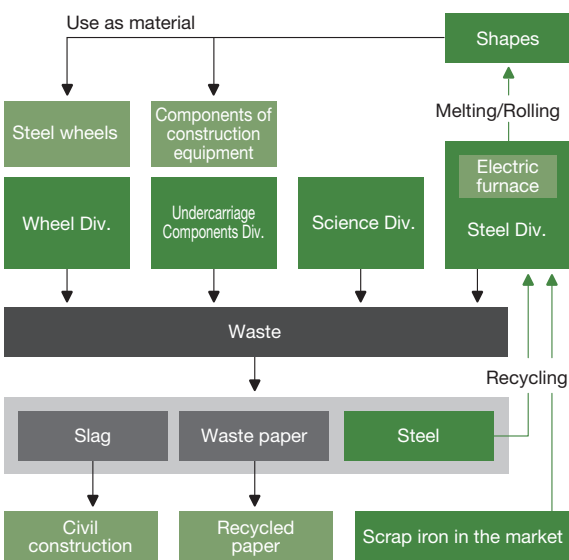 Use as material
Shapes
Melting/Rolling
Steel wheels
Components of
construction
equipment
Electric
furnace
Wheel Div.
Undercarriage
Components Div.
Science Div.
Steel Div.
Waste
Recycling
Slag
Waste paper
Steel
Civil
construction
Recycled
paper
Scrap iron in the market